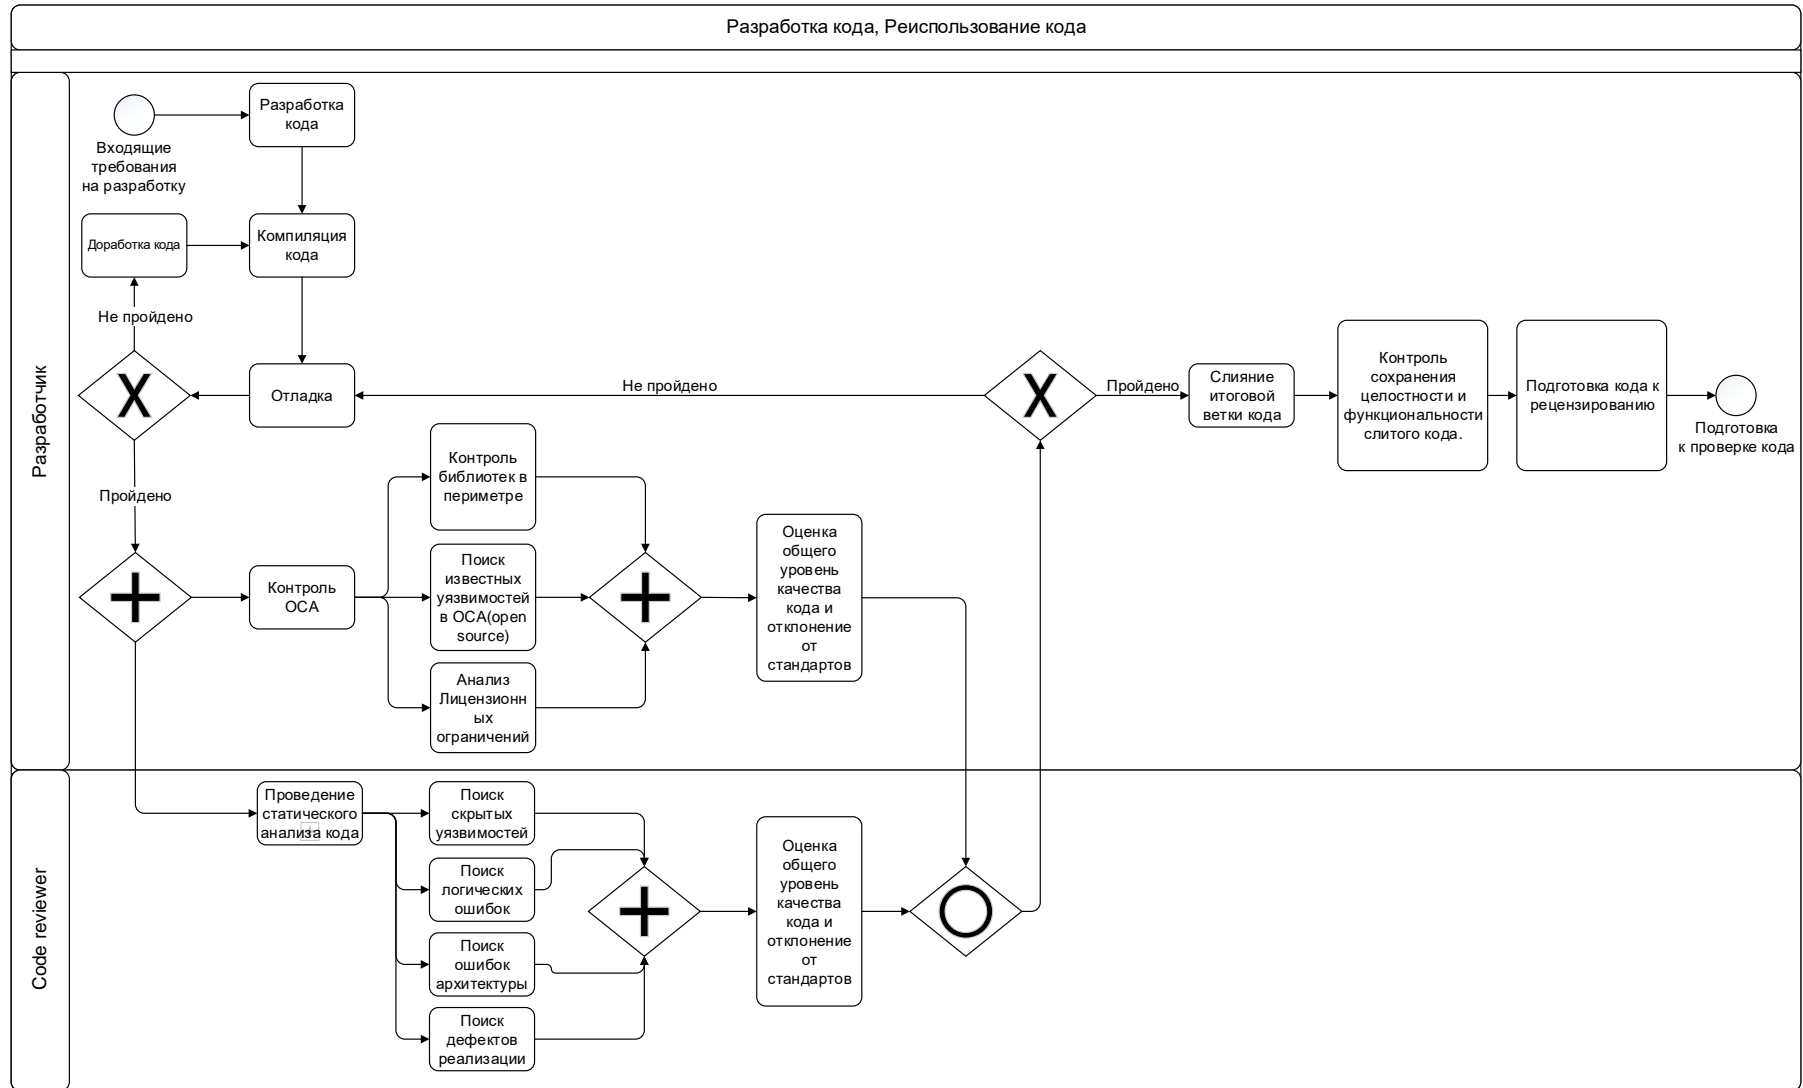 Разработка кода, Реиспользование кода
Разработчик
Входящие
требования
на разработку
Разработка
кода
Доработка кода
Компиляция
кода
Не пройдено
Отладка
Не пройдено
Пройдено
Слияние
итоговой
ветки кода
Контроль
сохранения
целостности и
функциональности
слитого кода.
Подготовка кода к
рецензированию
Подготовка
к проверке кода
Пройдено
Контроль
ОСА
Контроль
библиотек в
периметре
Поиск
известных
уязвимостей
в ОСА(open
source)
Анализ
Лицензионн
ых
ограничений
Оценка
общего
уровень
качества
кода и
отклонение
от
стандартов
Code reviewer
Проведение
статического
анализа кода
Поиск
скрытых
уязвимостей
Поиск
логических
ошибок
Поиск
ошибок
архитектуры
Поиск
дефектов
реализации
Оценка
общего
уровень
качества
кода и
отклонение
от
стандартов